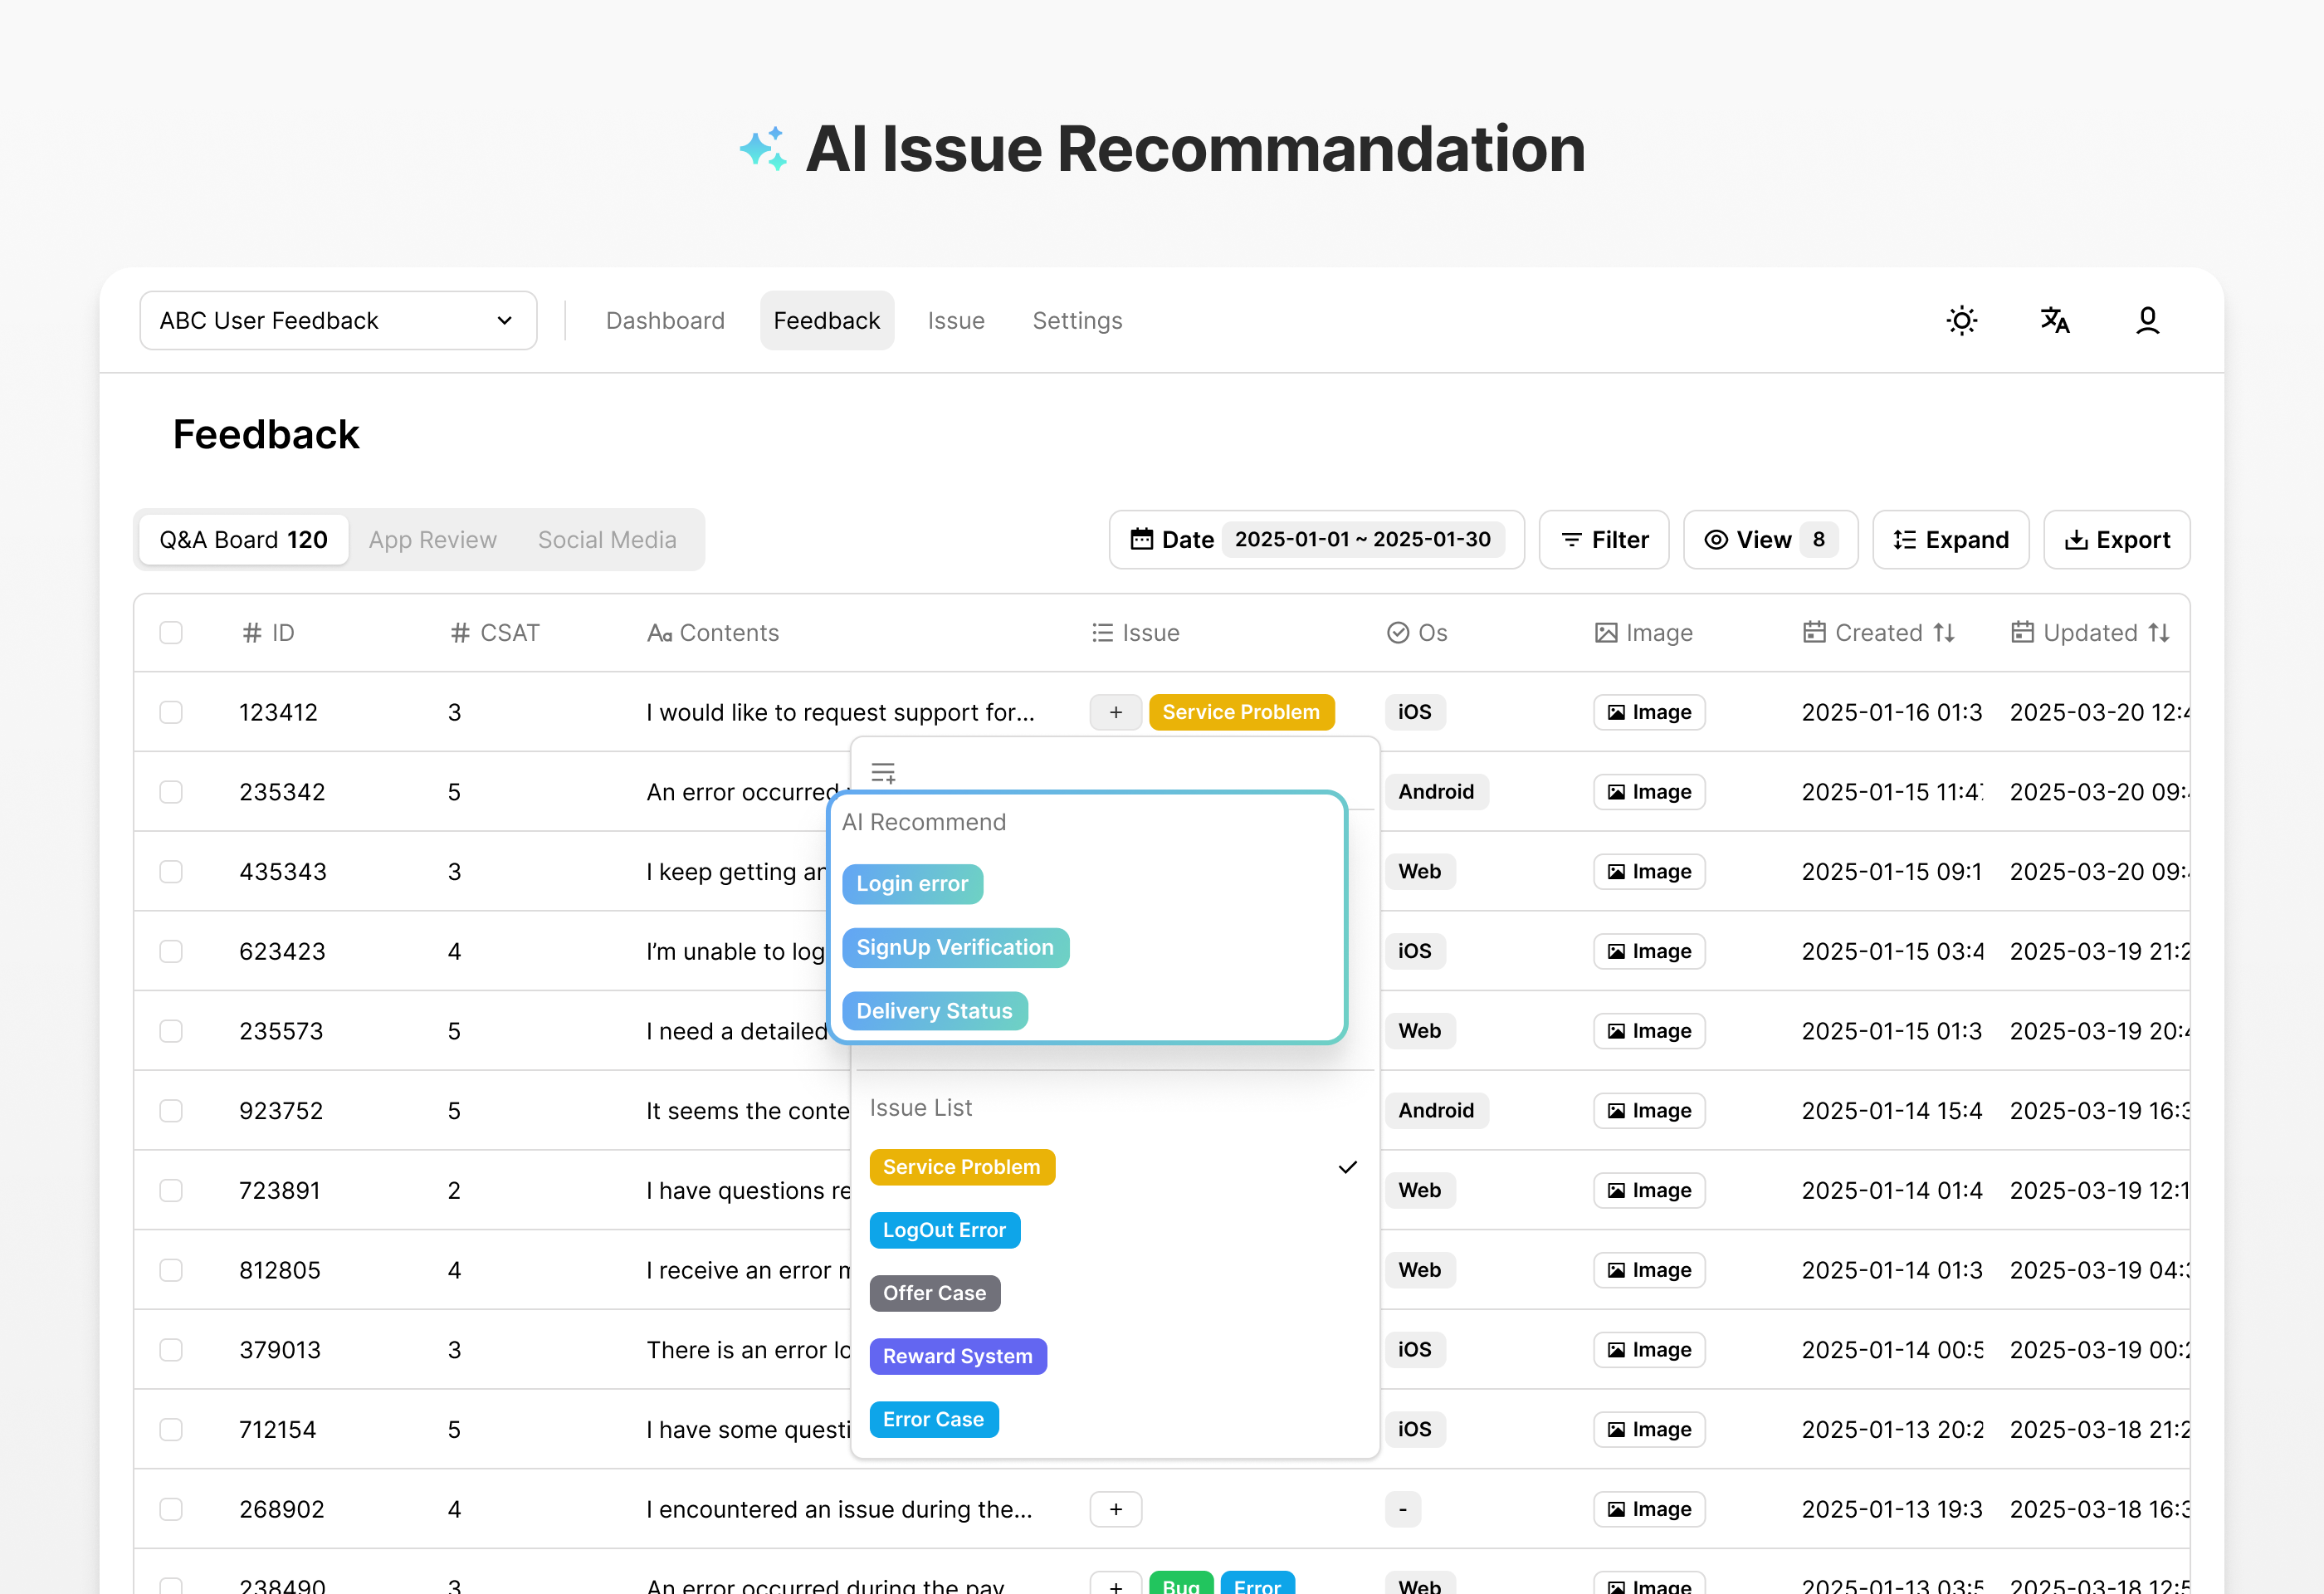 AI Issue Recommandation
ABC User Feedback Dashboard Feedback Issue Settings
Feedback
Q&A Board 120 App Review Social Media Date 2025-01-01 ~ 2025-01-30 Filter View 8 Expand Export
# ID # CSAT Aa Contents Issue Os Image Created Updated
123412 3 I would like to request support for... + Service Problem iOS Image 2025-01-16 01:3 2025-03-20 12:4
235342 5 An error occurred Android Image 2025-01-15 11:47 2025-03-20 09:
AI Recommend
435343 3 I keep getting an Login error Web Image 2025-01-15 09:1 2025-03-20 09:
623423 4 I’m unable to log SignUp Verification iOS Image 2025-01-15 03:4 2025-03-19 21:2
235573 5 I need a detailed Delivery Status Web Image 2025-01-15 01:3 2025-03-19 20:4
923752 5 It seems the conte Issue List Android Image 2025-01-14 15:4 2025-03-19 16:3
723891 2 I have questions re Service Problem Web Image 2025-01-14 01:4 2025-03-19 12:1
LogOut Error
812805 4 I receive an error Offer Case Web Image 2025-01-14 01:3 2025-03-19 04:3
379013 3 There is an error lo Reward System iOS Image 2025-01-14 00:5 2025-03-19 00:2
712154 5 I have some questi Error Case iOS Image 2025-01-13 20:2 2025-03-18 21:2
268902 4 I encountered an issue during the... + - Image 2025-01-13 19:3 2025-03-18 16:3
238490 3 An error occurred during the pay + Bug Error Web Image 2025-01-13 03:5 2025-03-18 12:5